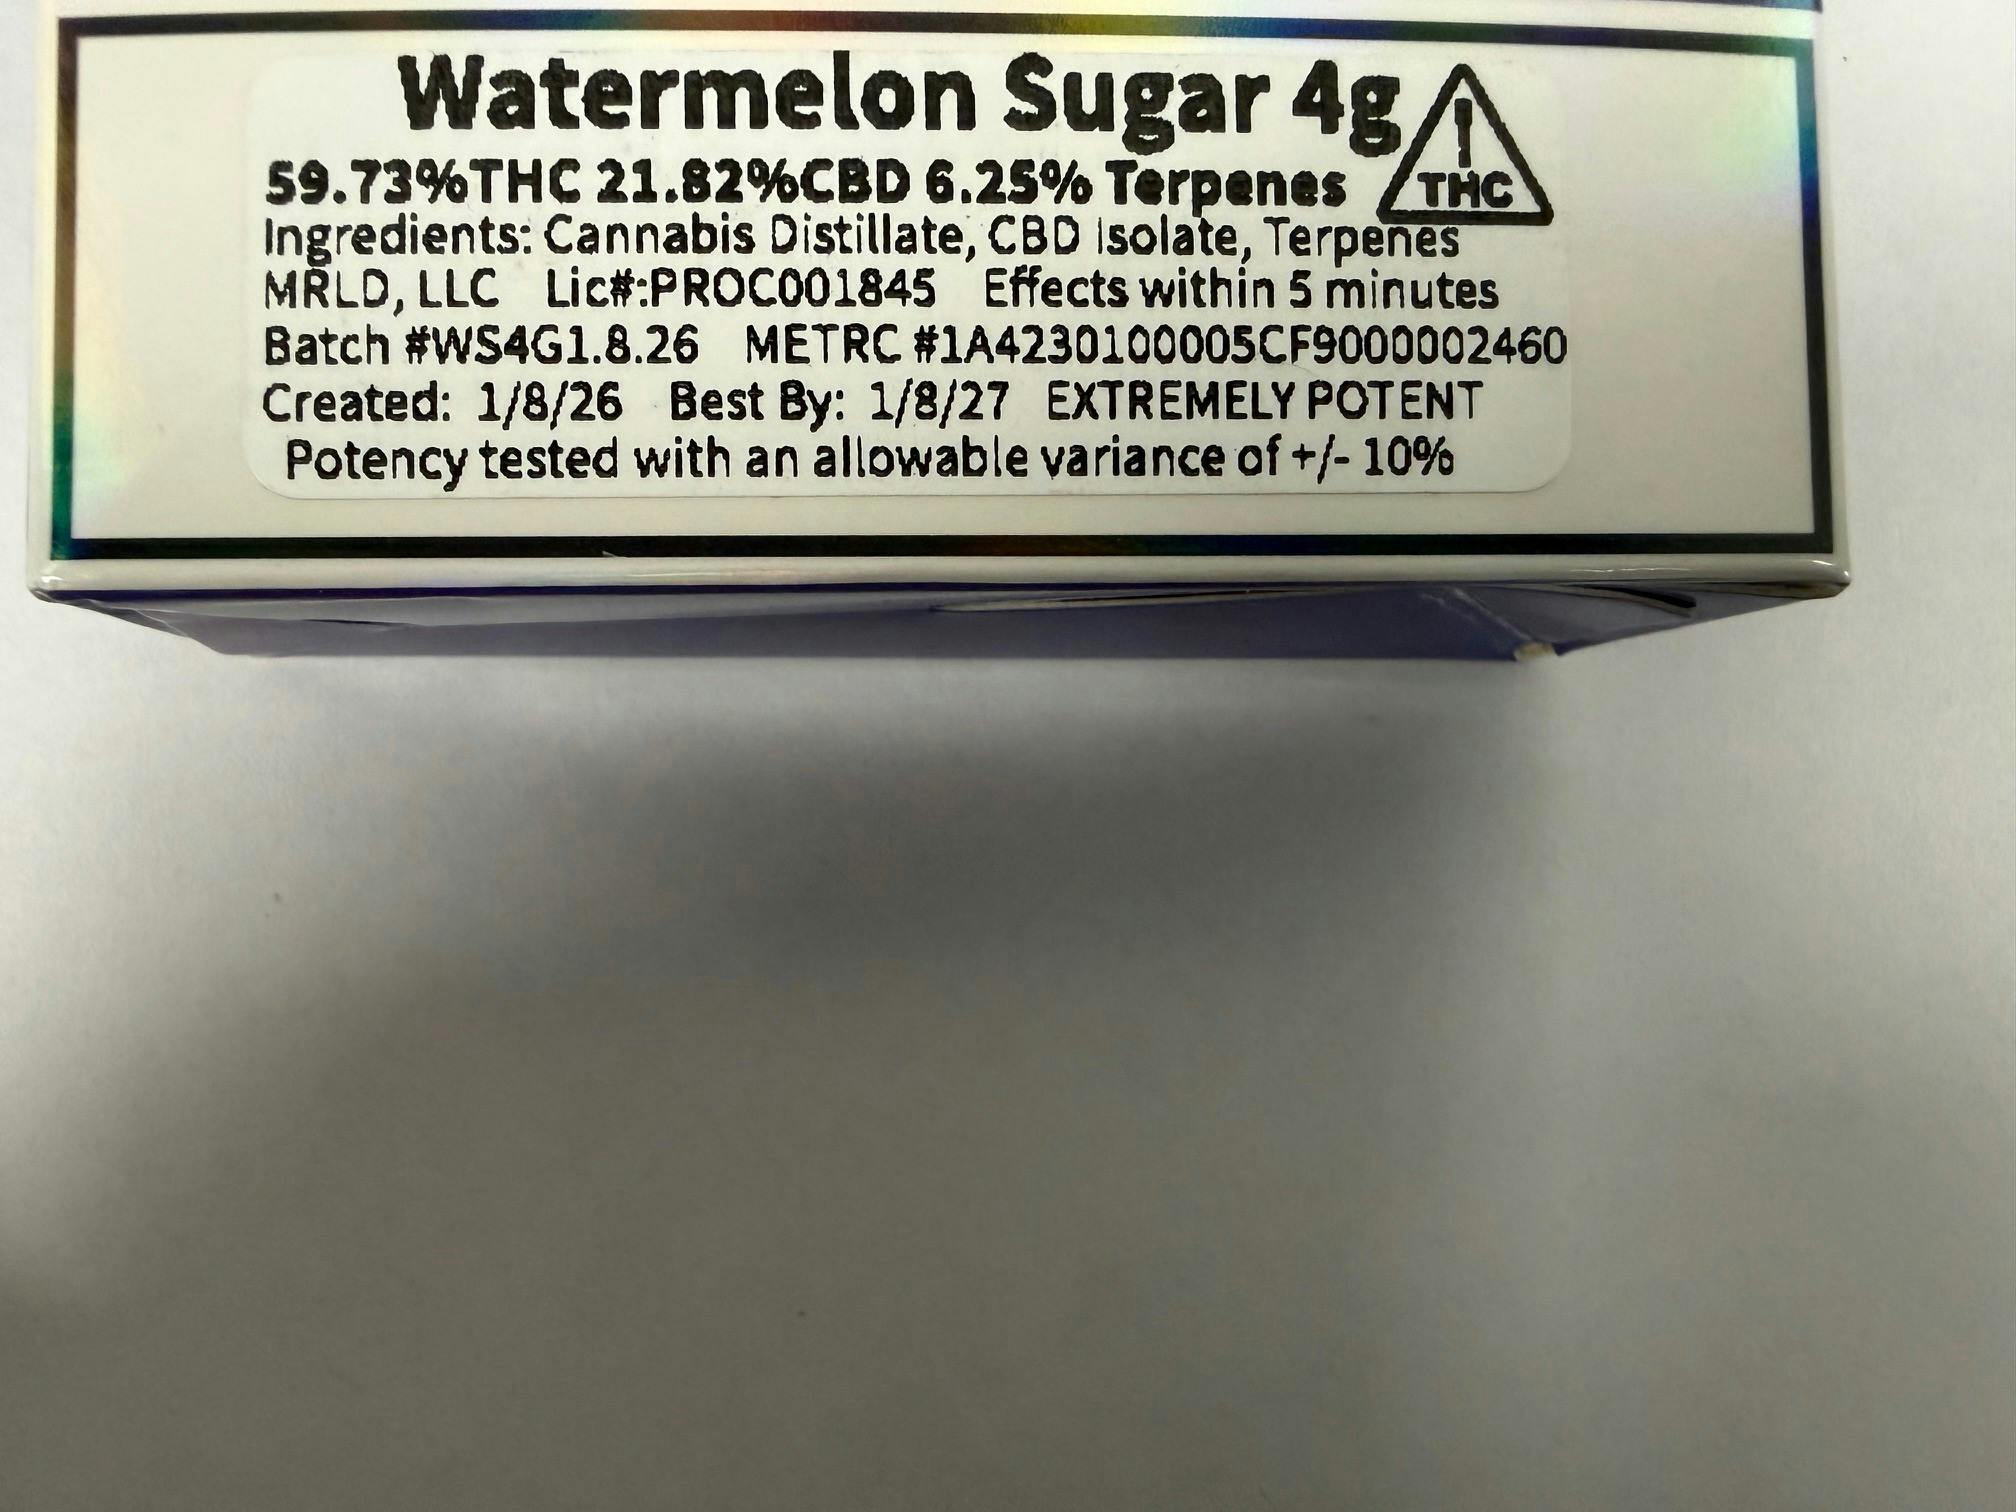 Watermelon Sugar 4g
! THC
59.73%THC 21.82%CBD 6.25% Terpenes
Ingredients: Cannabis Distillate, CBD Isolate, Terpenes
MRLD, LLC Lic#:PROC001845 Effects within 5 minutes
Batch #WS4G1.8.26 METRC #1A4230100005CF9000002460
Created: 1/8/26 Best By: 1/8/27 EXTREMELY POTENT
Potency tested with an allowable variance of +/- 10%